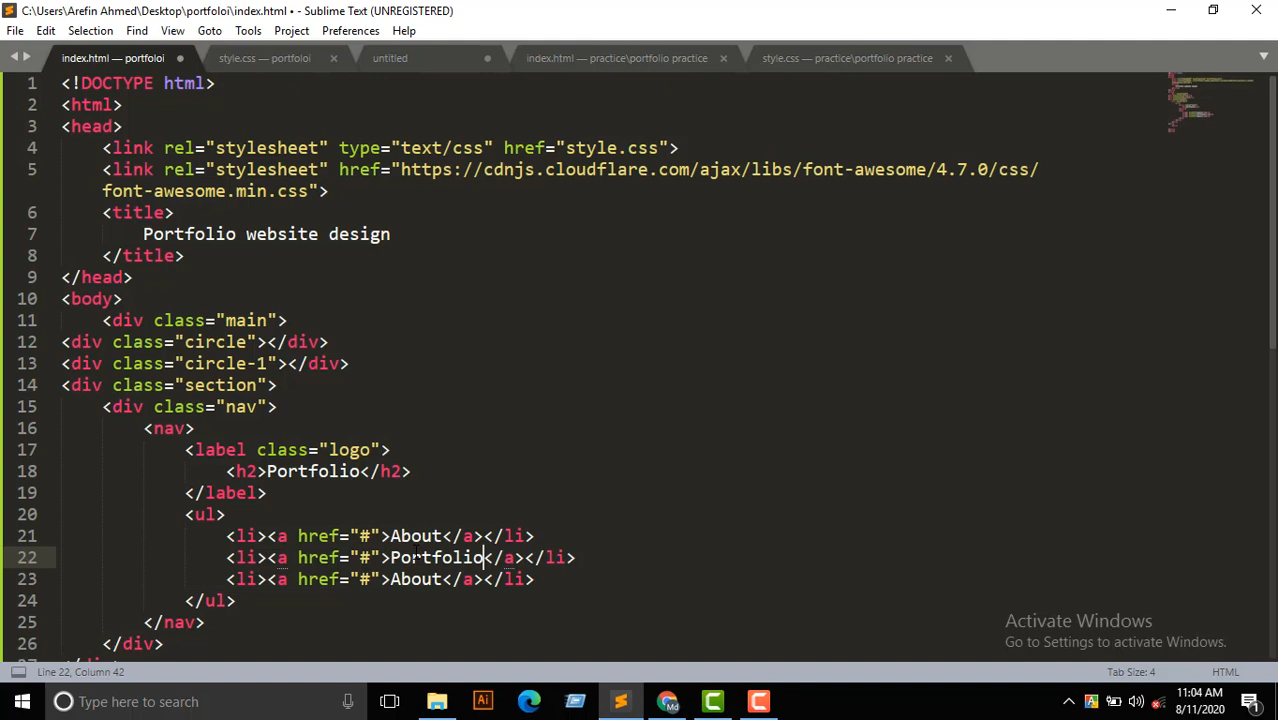 C:\Users\Arefin Ahmed\Desktop\portfoloi\index.html • - Sublime Text (UNREGISTERED)
File Edit Selection Find View Goto Tools Project Preferences Help
index.html — portfoloi style.css — portfoloi untitled index.html — practice\portfolio practice style.css — practice\portfolio practice
1 <!DOCTYPE html>
2 <html>
3 <head>
4 <link rel="stylesheet" type="text/css" href="style.css">
5 <link rel="stylesheet" href="https://cdnjs.cloudflare.com/ajax/libs/font-awesome/4.7.0/css/
font-awesome.min.css">
6 <title>
7 Portfolio website design
8 </title>
9 </head>
10 <body>
11 <div class="main">
12 <div class="circle"></div>
13 <div class="circle-1"></div>
14 <div class="section">
15 <div class="nav">
16 <nav>
17 <label class="logo">
18 <h2>Portfolio</h2>
19 </label>
20 <ul>
21 <li><a href="#">About</a></li>
22 <li><a href="#">Portfolio</a></li>
23 <li><a href="#">About</a></li>
24 </ul>
25 </nav>
26 </div>
Activate Windows
Go to Settings to activate Windows.
Line 22, Column 42 Tab Size: 4 HTML
Type here to search
11:04 AM
8/11/2020